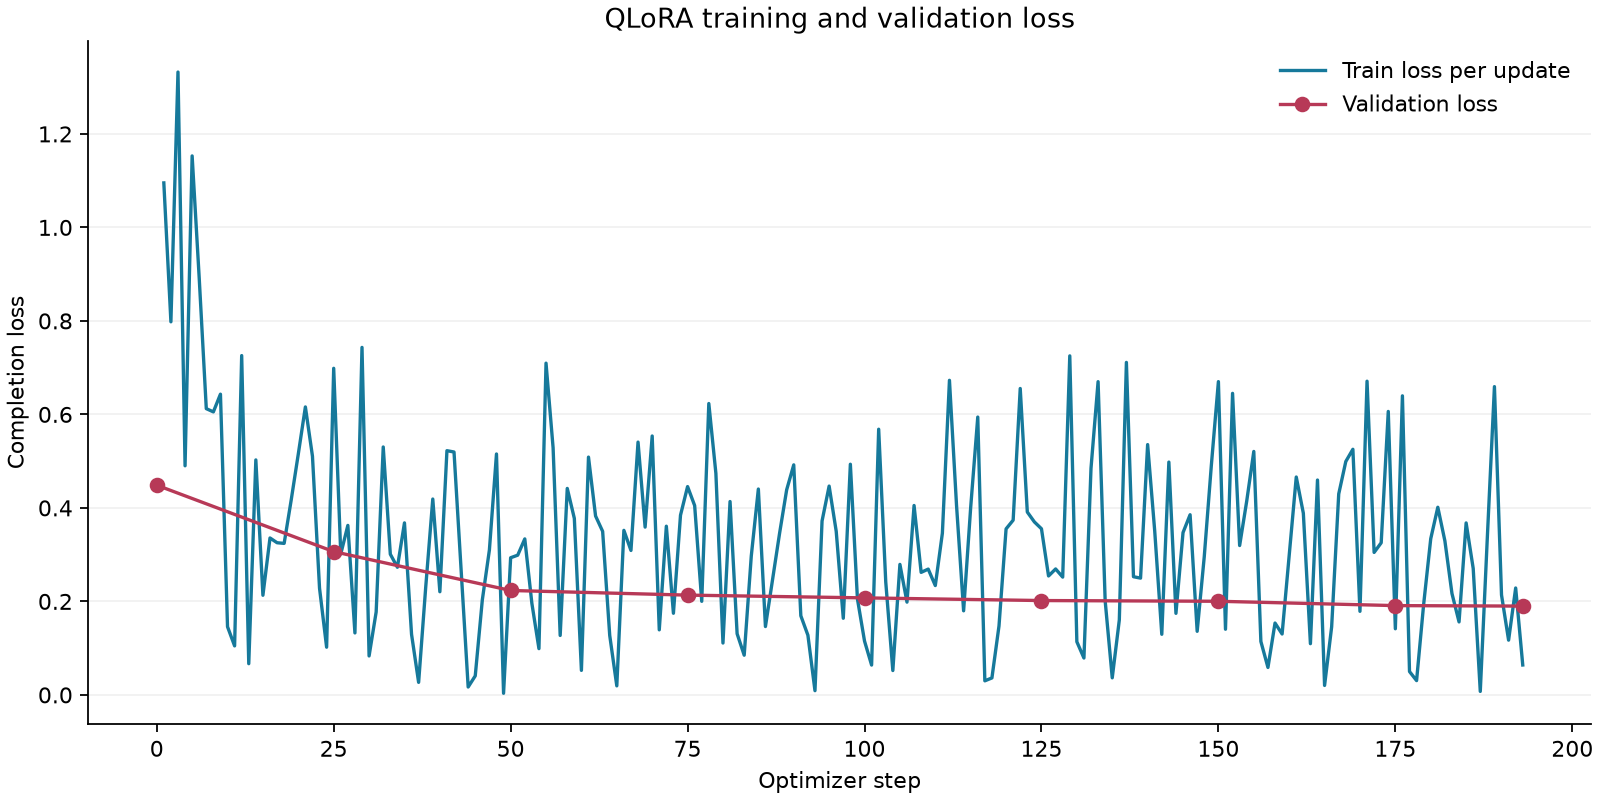 QLoRA training and validation loss
Train loss per update
Validation loss
Completion loss
1.2
1.0
0.8
0.6
0.4
0.2
0.0
0 25 50 75 100 125 150 175 200
Optimizer step